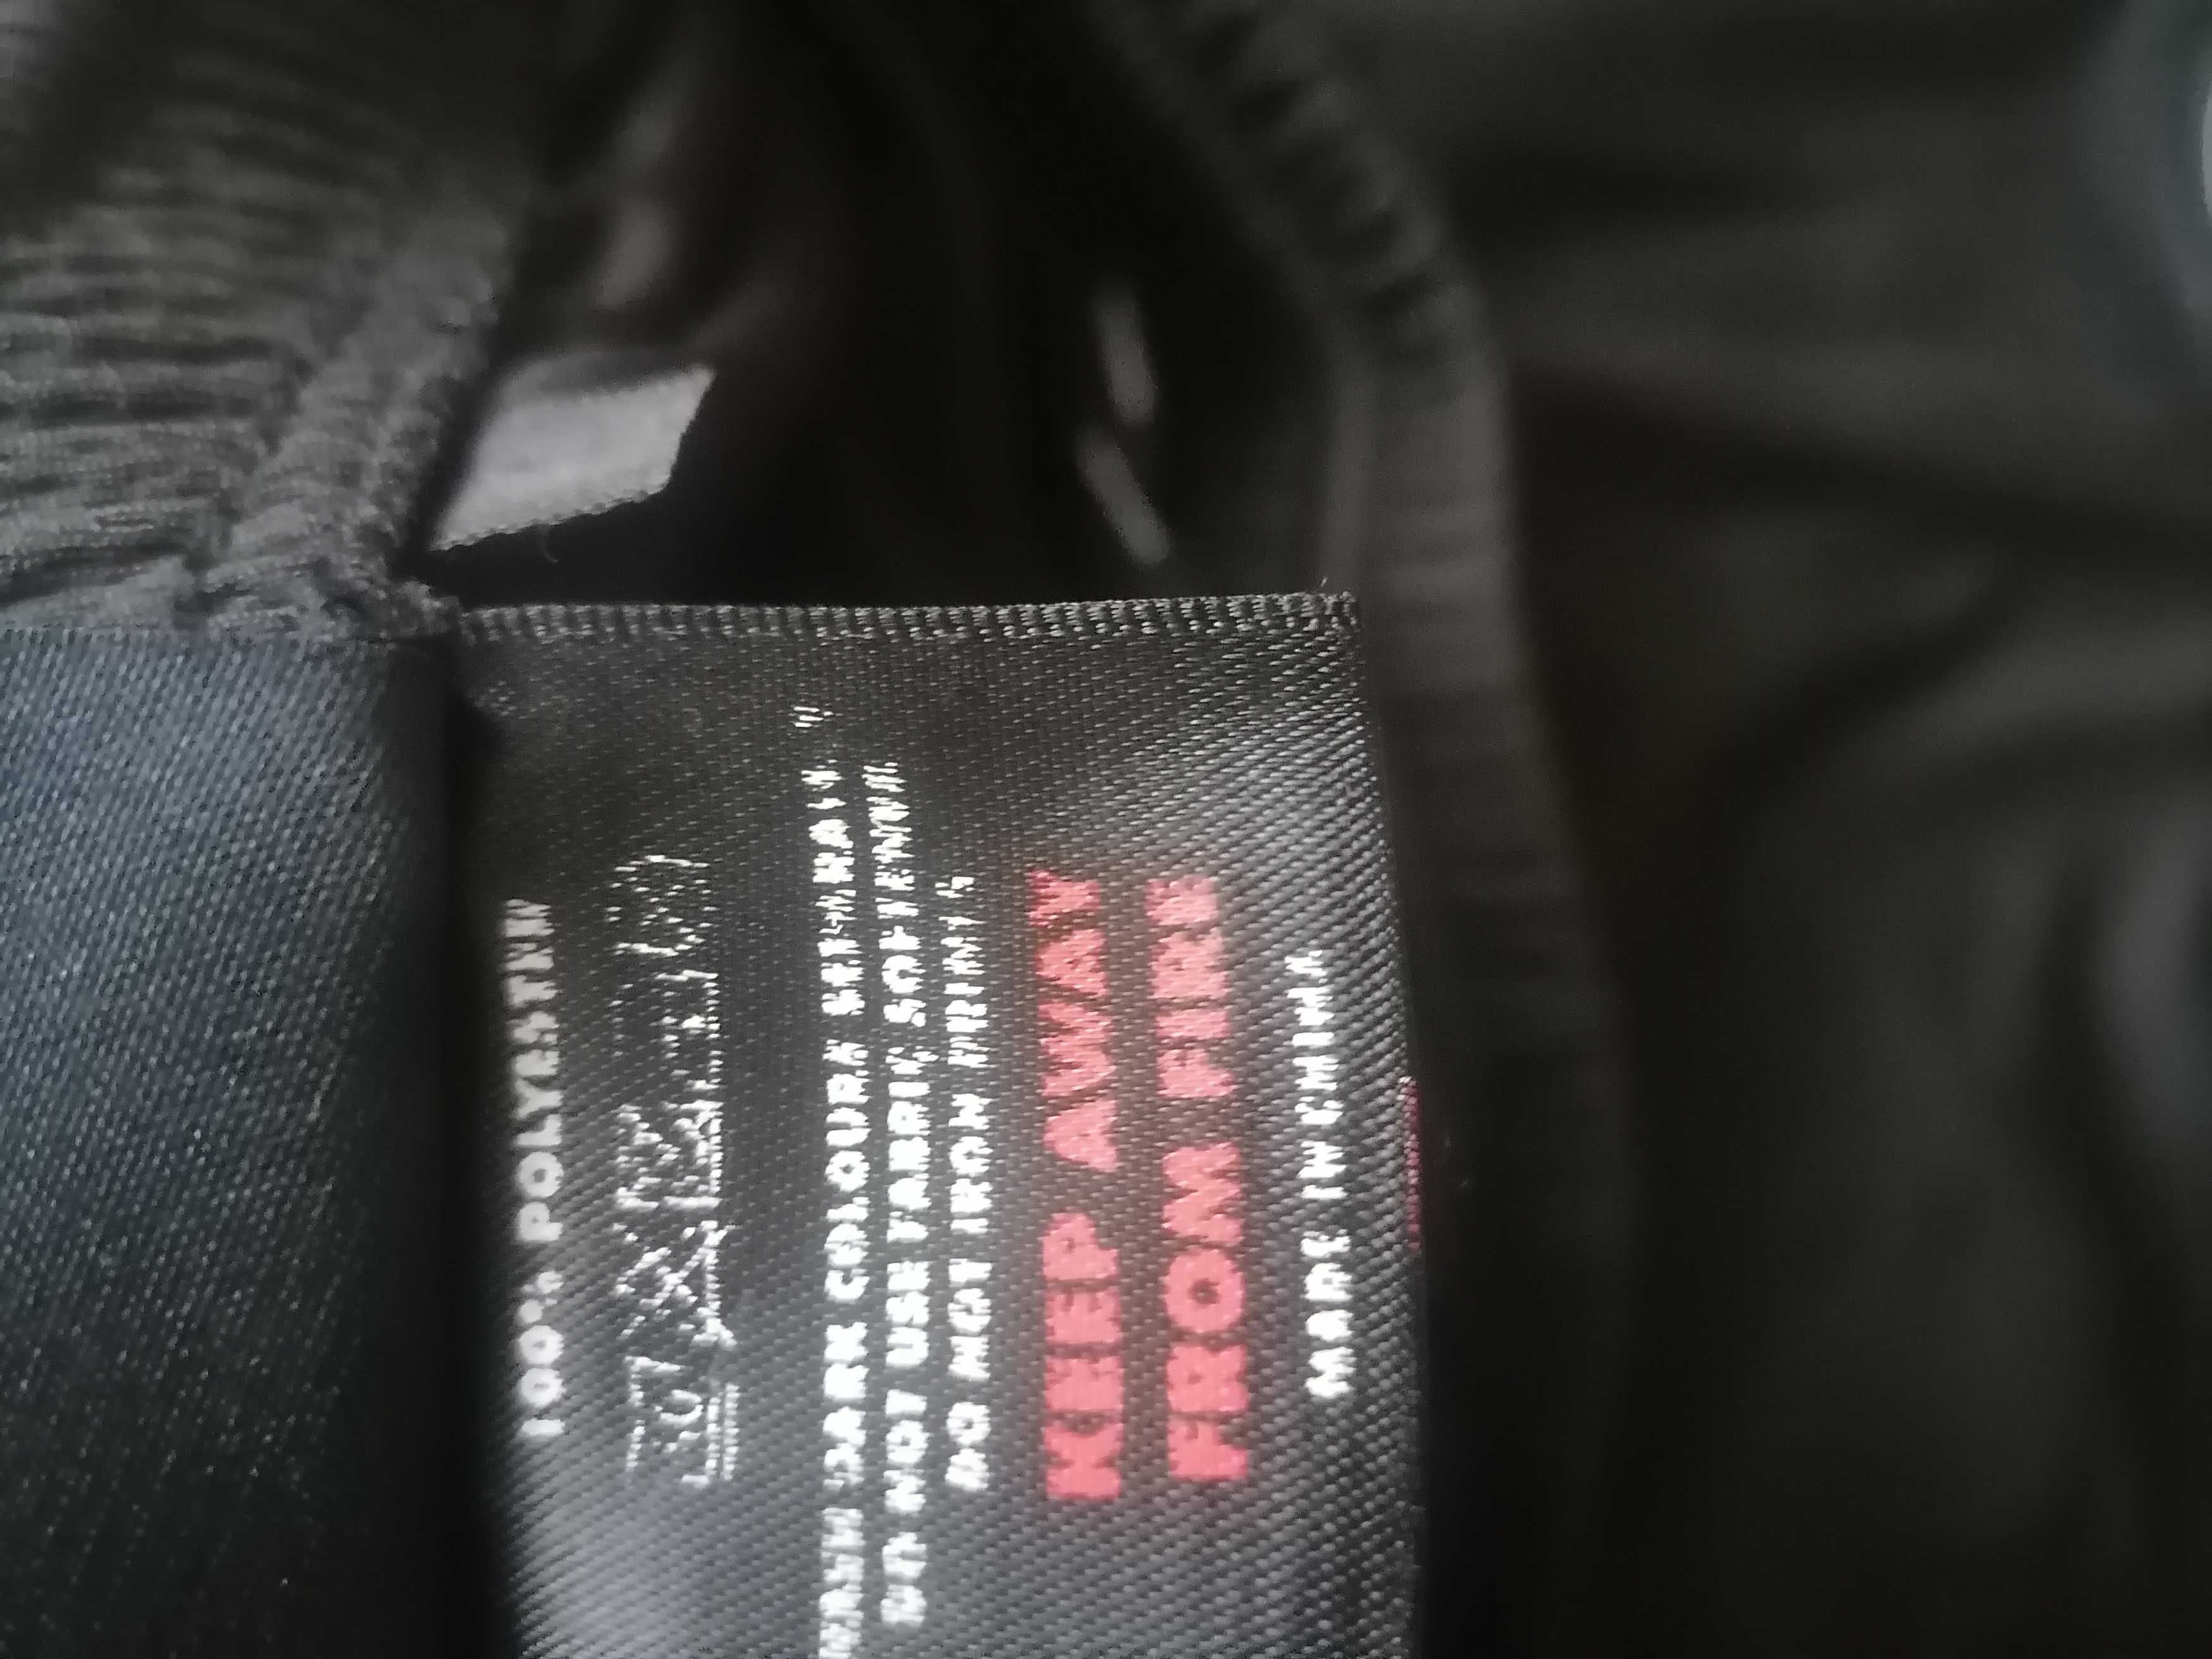 100% POLYESTER
WASH DARK COLOURS SEPARATELY
DO NOT USE FABRIC SOFTENER
DO NOT IRON PRINTS
KEEP AWAY
FROM FIRE
MADE IN CHINA